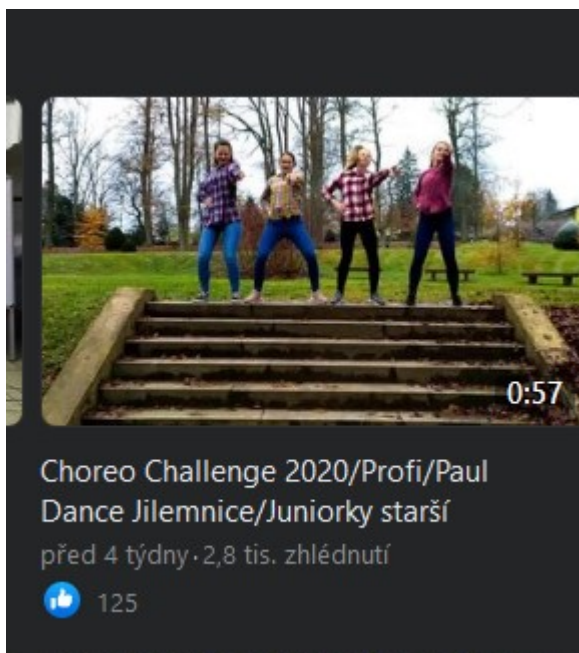 0:57
Choreo Challenge 2020/Profi/Paul
Dance Jilemnice/Juniorky starší
před 4 týdny · 2,8 tis. zhlédnutí
125